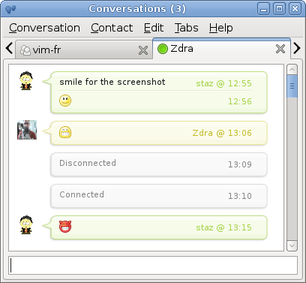 Conversations (3)
Conversation Contact Edit Tabs Help
vim-fr Zdra
smile for the screenshot staz @ 12:55
12:56
Zdra @ 13:06
Disconnected 13:09
Connected 13:10
staz @ 13:15